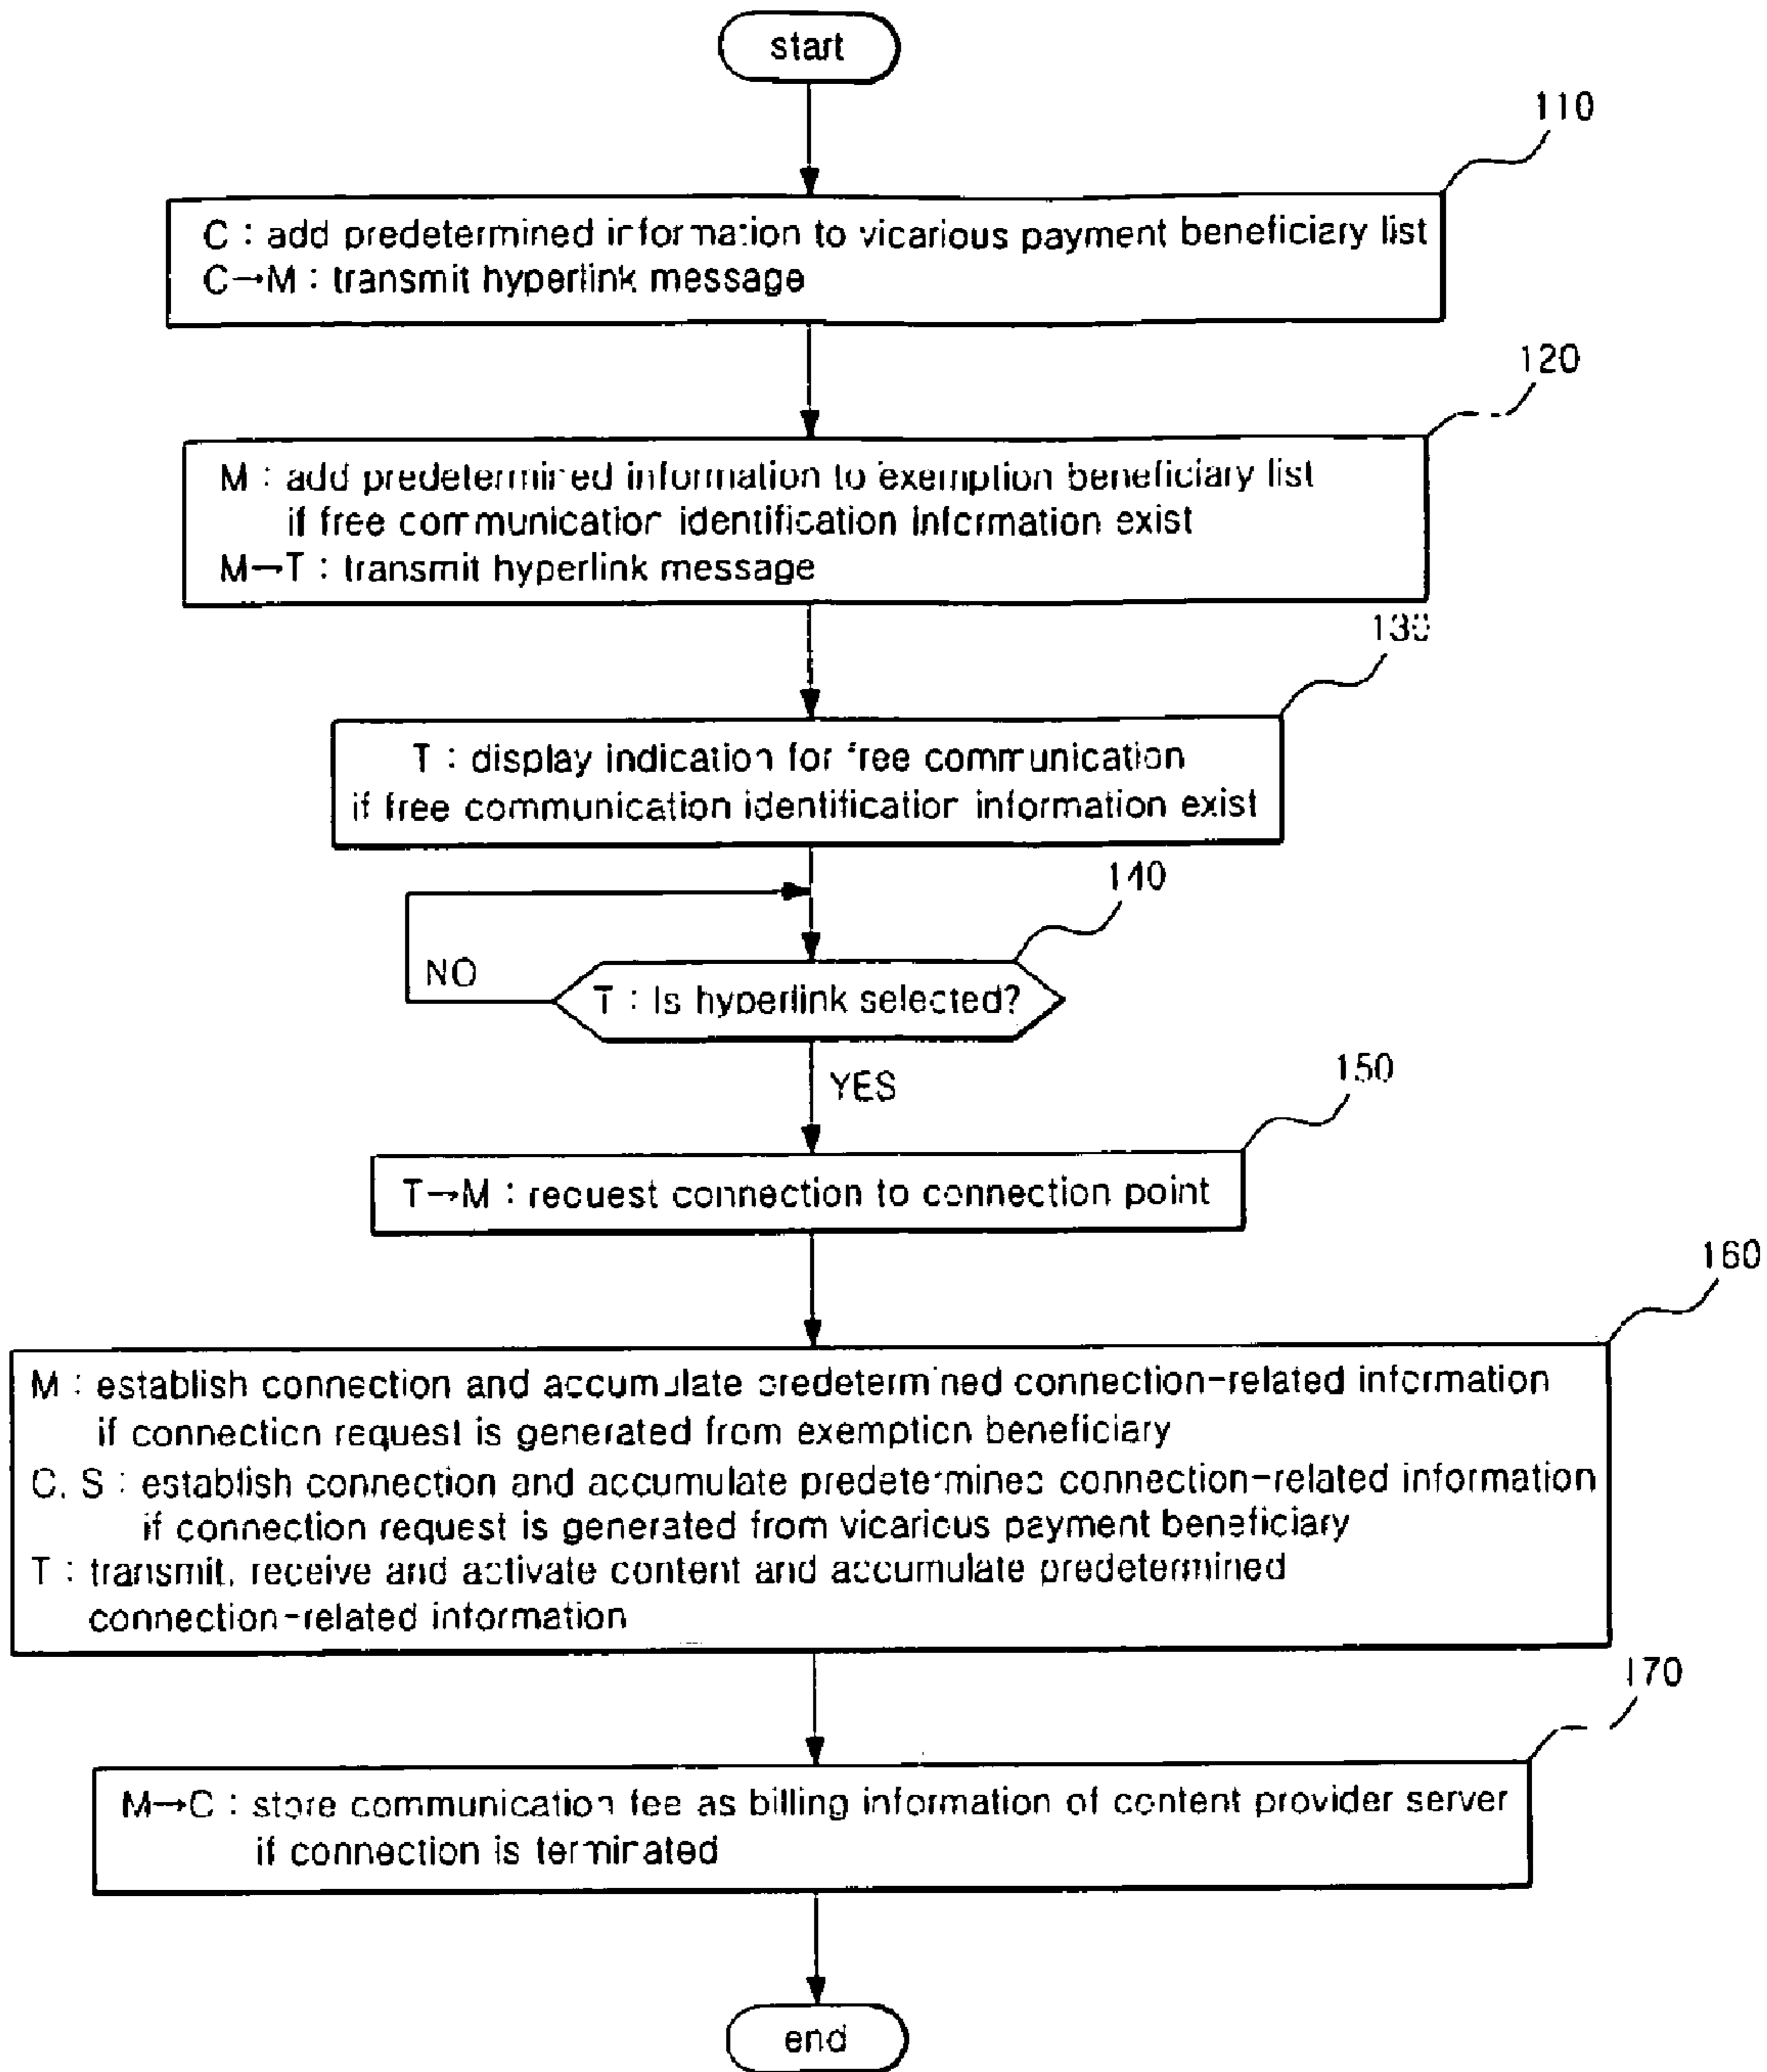 start
110
C : add predetermined information to vicarious payment beneficiary list
C→M : transmit hyperlink message
120
M : add predetermined information to exemption beneficiary list
if free communication identification information exist
M→T : transmit hyperlink message
130
T : display indication for free communication
if free communication identification information exist
140
NO
T : Is hyperlink selected?
YES
150
T→M : request connection to connection point
160
M : establish connection and accumulate predetermined connection-related information
if connection request is generated from exemption beneficiary
C, S : establish connection and accumulate predetermined connection-related information
if connection request is generated from vicarious payment beneficiary
T : transmit, receive and activate content and accumulate predetermined
connection-related information
170
M→C : store communication fee as billing information of content provider server
if connection is terminated
end